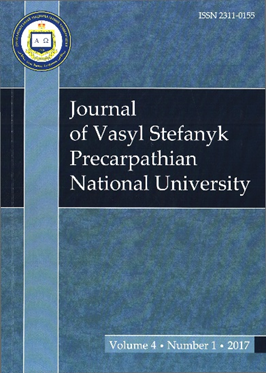 ISSN 2311-0155
Α Ω
Journal
of Vasyl Stefanyk
Precarpathian
National University
Volume 4 • Number 1 • 2017